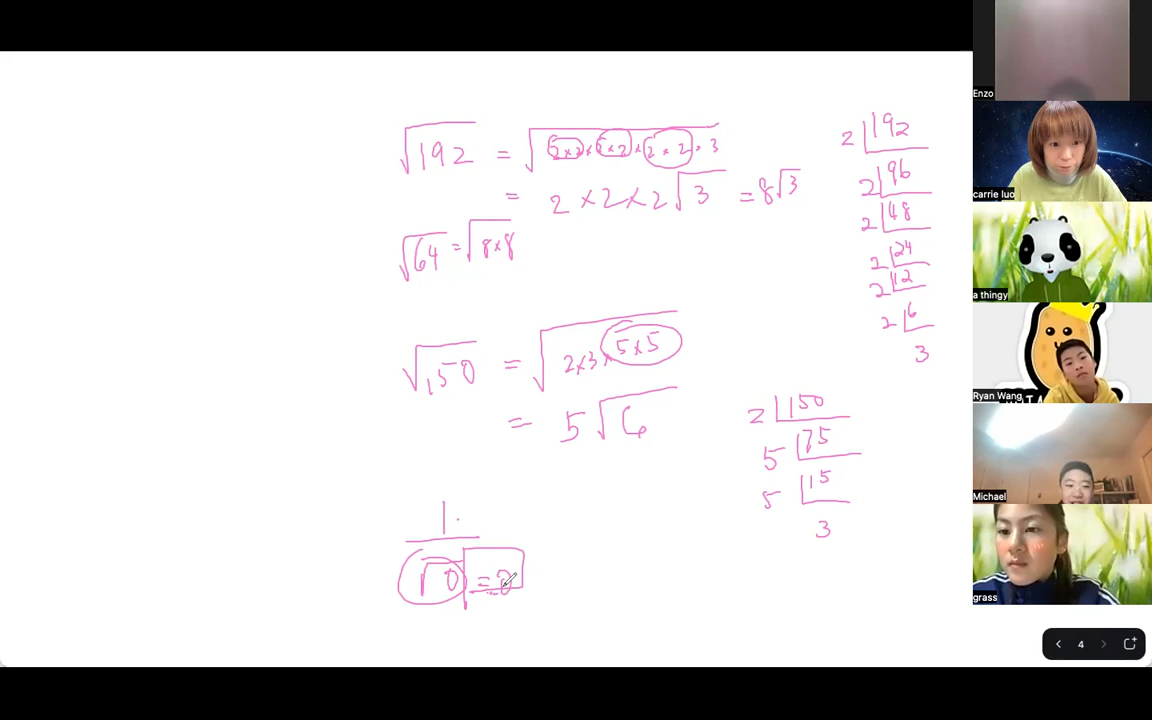 √192 = √2×2×2×2×2×2×3
= 2×2×2√3 = 8√3
√64 = √8×8
√150 = √2×3×5×5
= 5√6
1
√0 = 0
2 192
2 96
2 48
2 24
2 12
2 6
3
2 150
5 75
5 15
3
Enzo
carrie luo
a thingy
Ryan Wang
Michael
grass
4